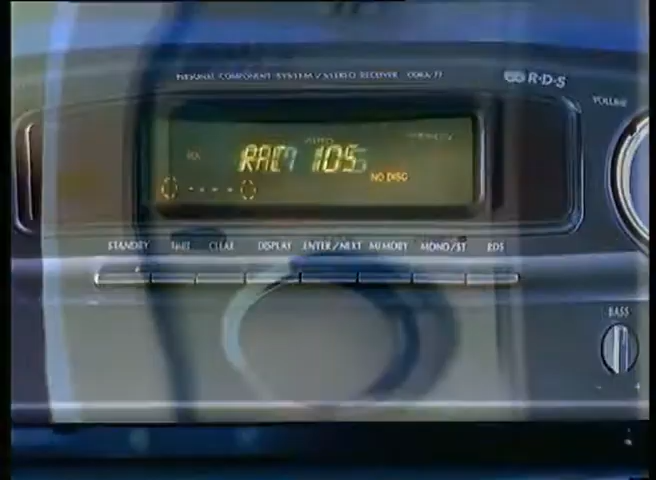 PERSONAL COMPONENT SYSTEM / STEREO RECEIVER
R·D·S
VOLUME
105
NO DISC
STANDBY TIMER CLEAR DISPLAY ENTER/NEXT MEMORY MONO/ST RDS
BASS
- +